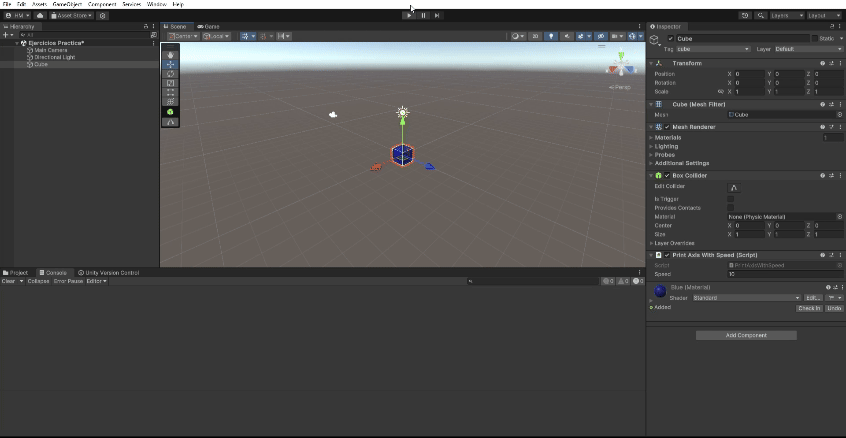 File Edit Assets GameObject Component Services Window Help
HM Asset Store Layers Layout
Hierarchy Scene Game Inspector
All Center Local 2D
Ejercicios Practica*
Main Camera
Directional Light
Cube
Persp
Cube Static
Tag cube Layer Default
Transform
Position X 0 Y 0 Z 0
Rotation X 0 Y 0 Z 0
Scale X 1 Y 1 Z 1
Cube (Mesh Filter)
Mesh Cube
Mesh Renderer
Materials 1
Lighting
Probes
Additional Settings
Box Collider
Edit Collider
Is Trigger
Provides Contacts
Material None (Physic Material)
Center X 0 Y 0 Z 0
Size X 1 Y 1 Z 1
Layer Overrides
Print Axis With Speed (Script)
Script PrintAxisWithSpeed
Speed 10
Blue (Material)
Shader Standard Edit...
Added Check In Undo
Add Component
Project Console Unity Version Control
Clear Collapse Error Pause Editor 0 0 0